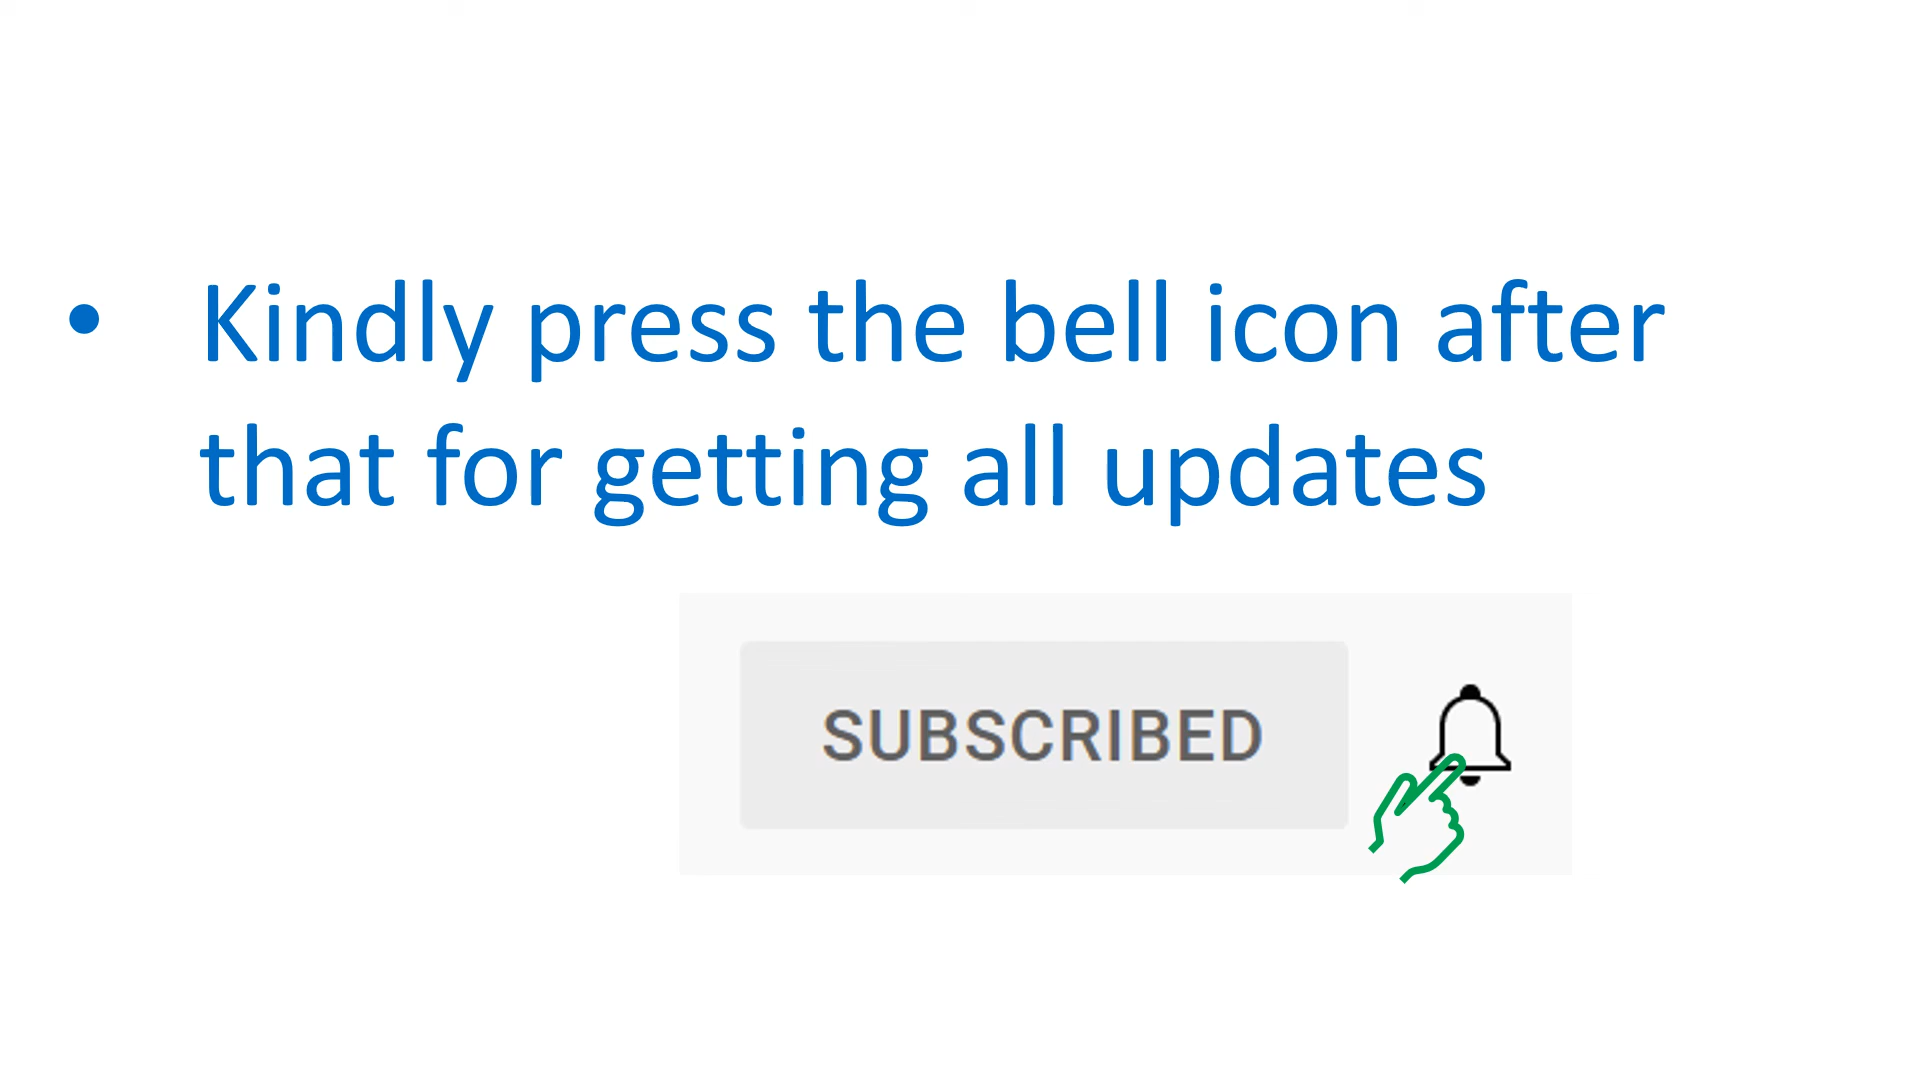 • Kindly press the bell icon after
that for getting all updates
SUBSCRIBED